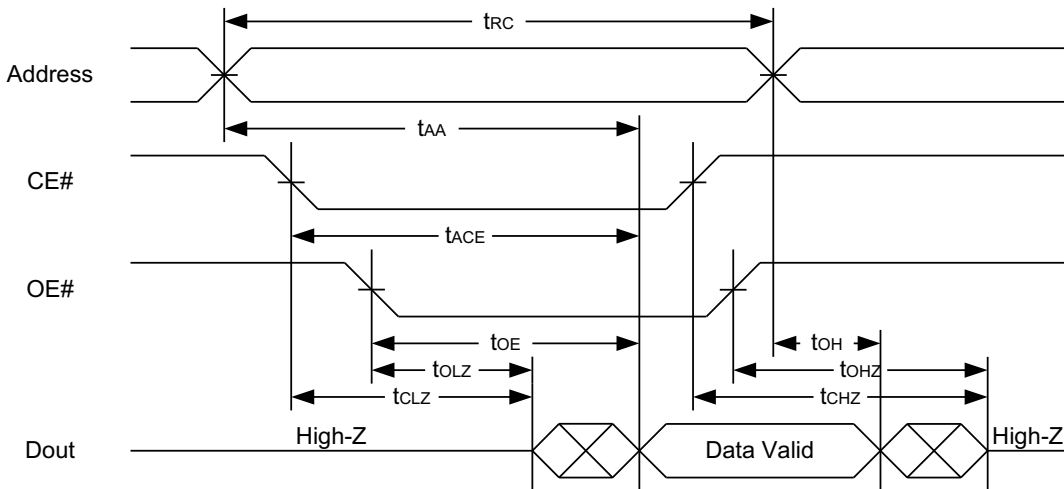 tRC
Address
tAA
CE#
tACE
OE#
tOE
tOH
tOLZ
tOHZ
tCLZ
tCHZ
High-Z
High-Z
Dout
Data Valid